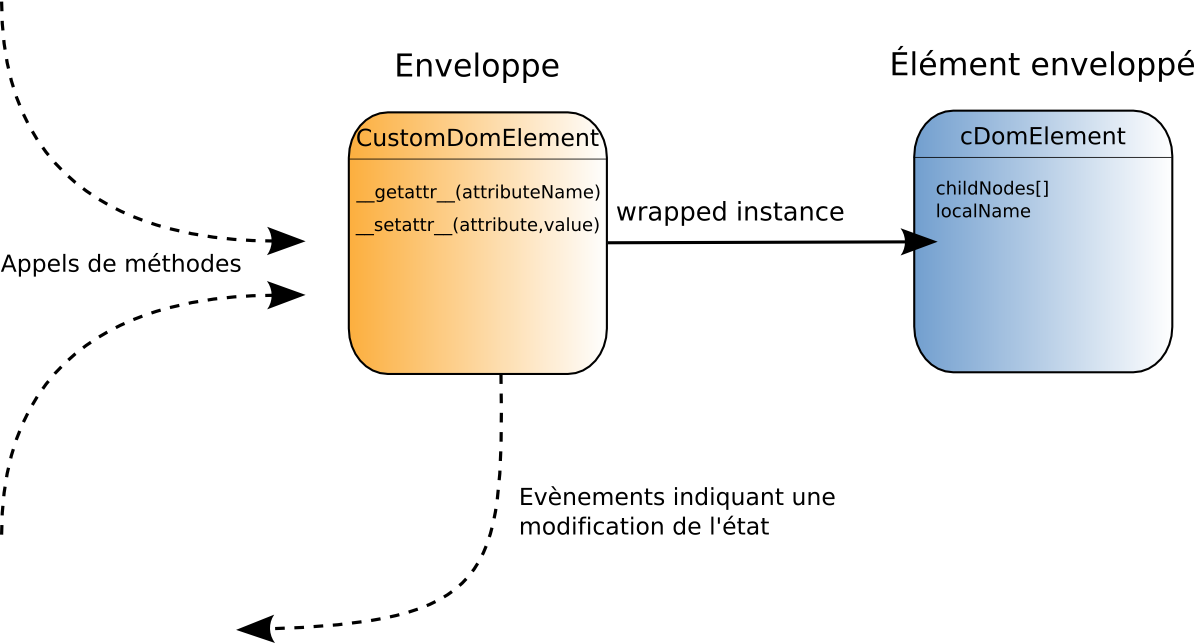 Enveloppe
Élément enveloppé
CustomDomElement
__getattr__(attributeName)
__setattr__(attribute,value)
wrapped instance
cDomElement
childNodes[]
localName
Appels de méthodes
Evènements indiquant une
modification de l'état